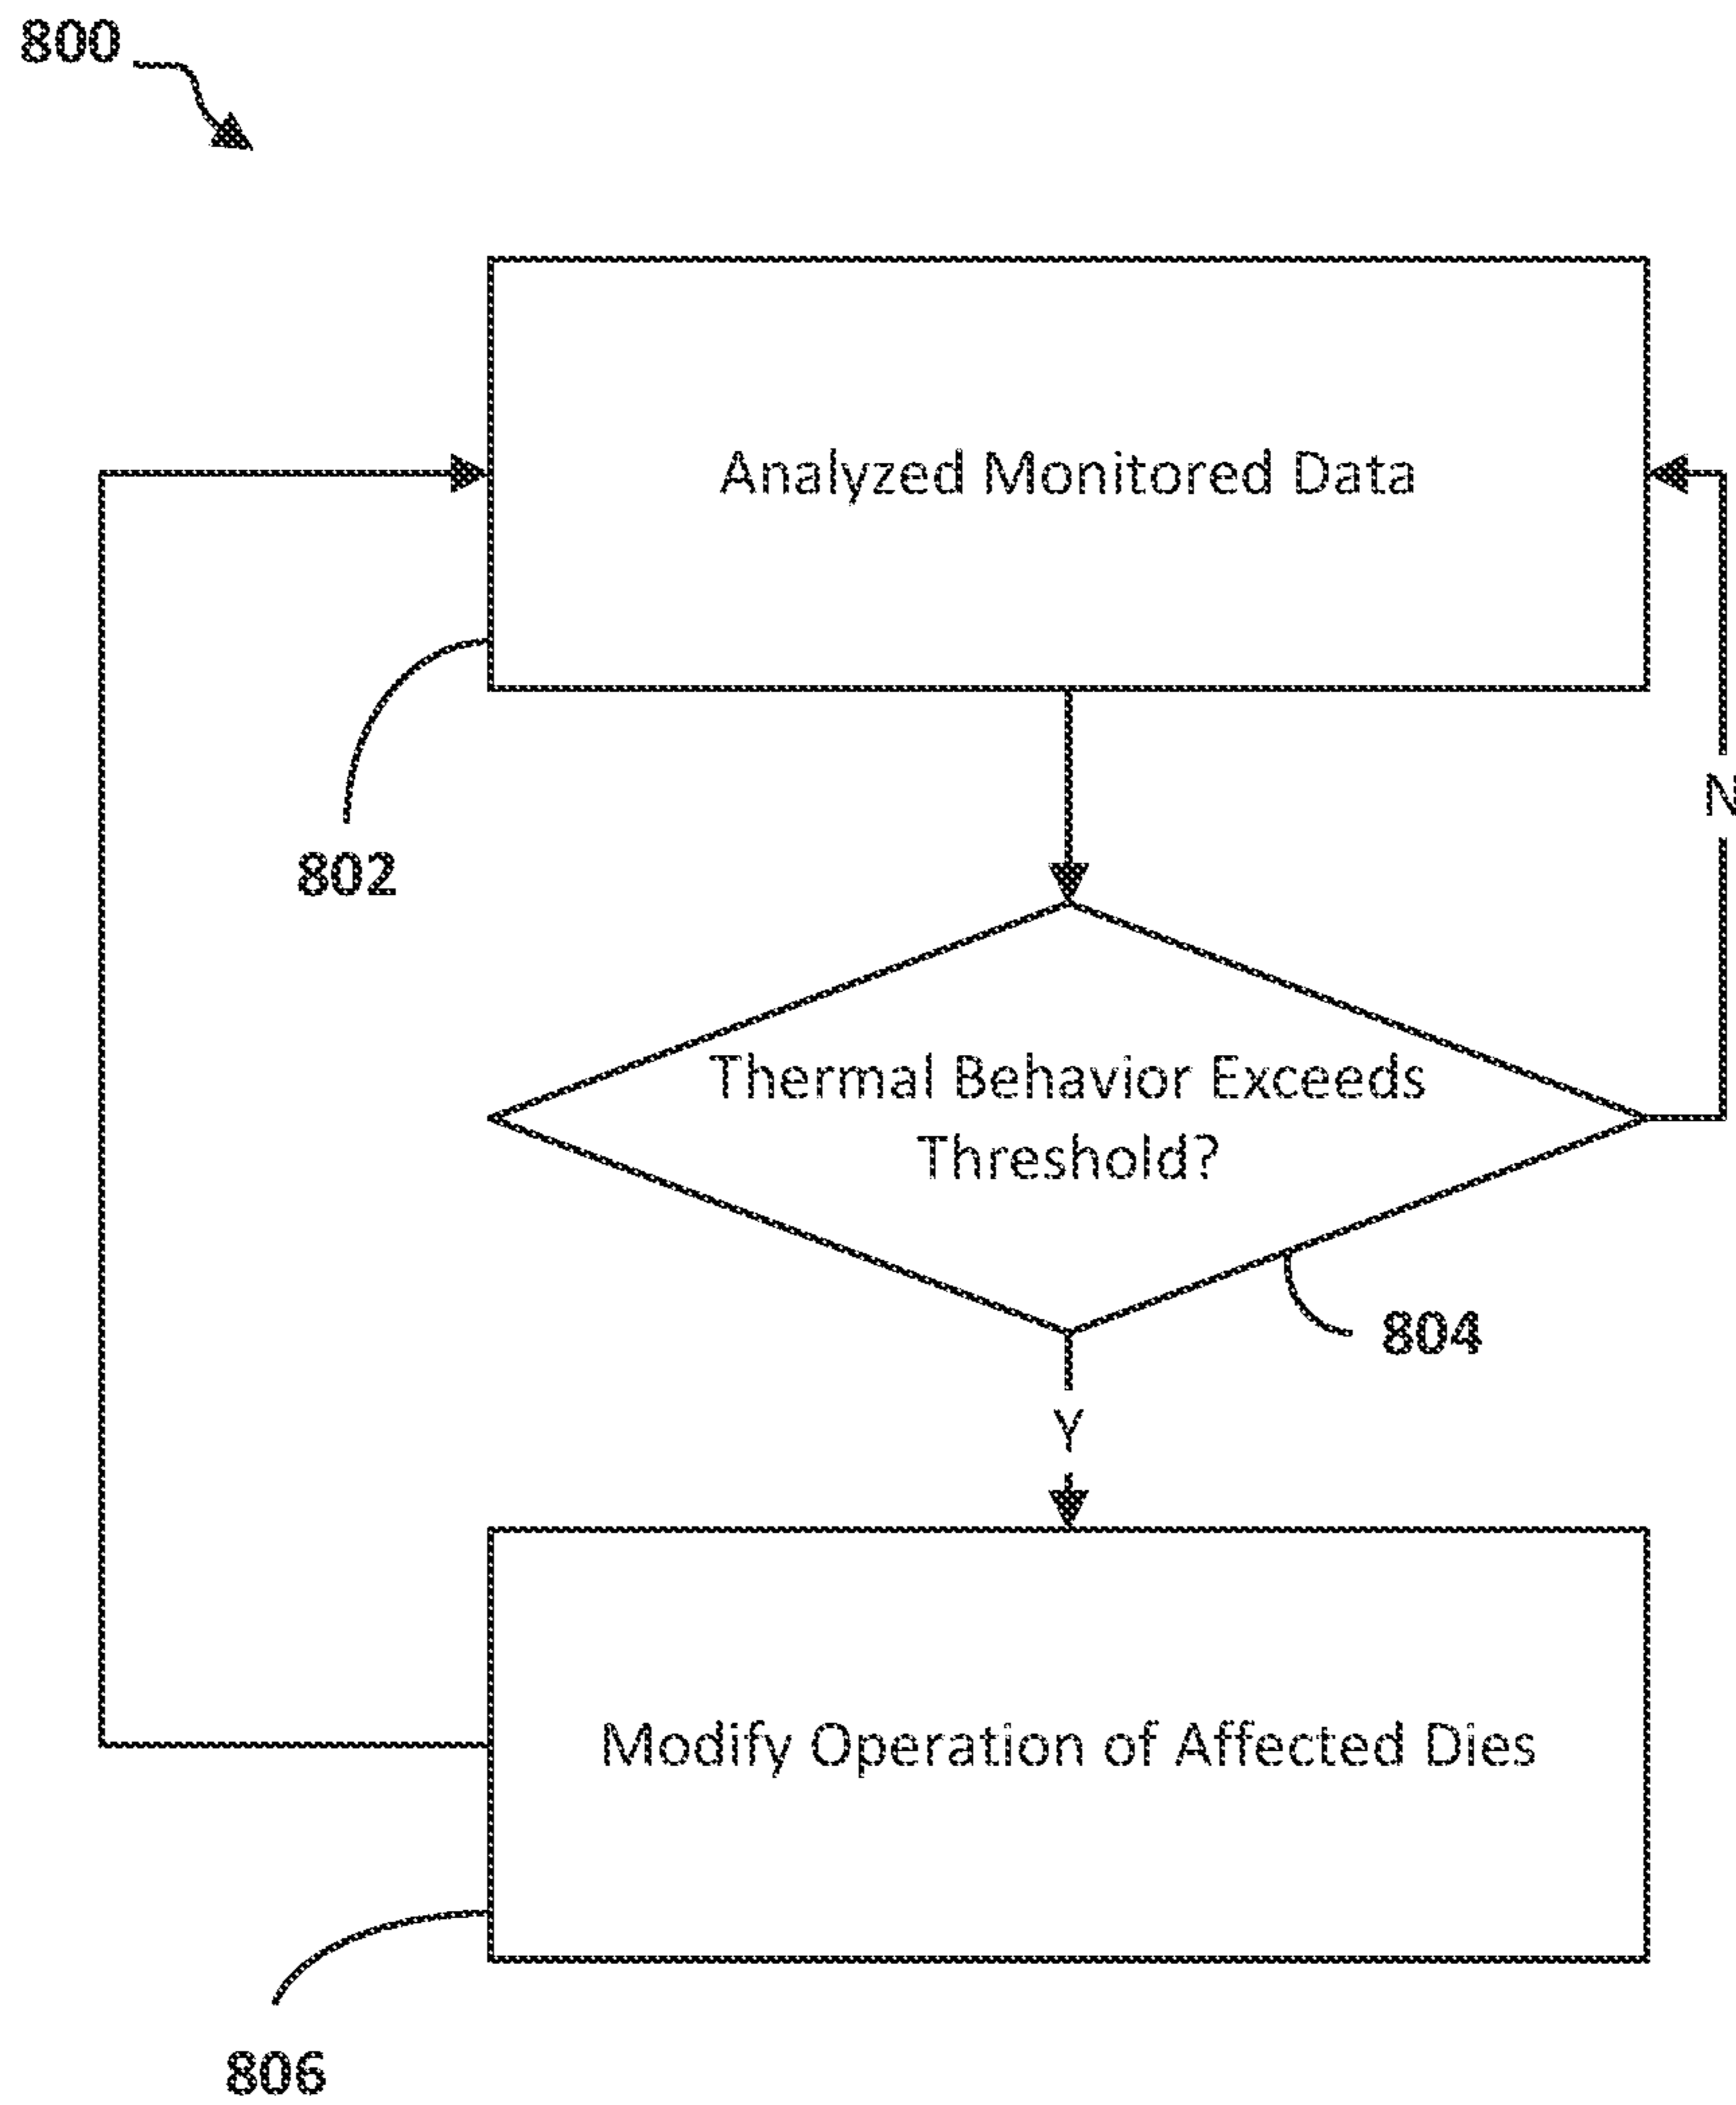 800
Analyzed Monitored Data
N
802
Thermal Behavior Exceeds
Threshold?
804
Y
Modify Operation of Affected Dies
806